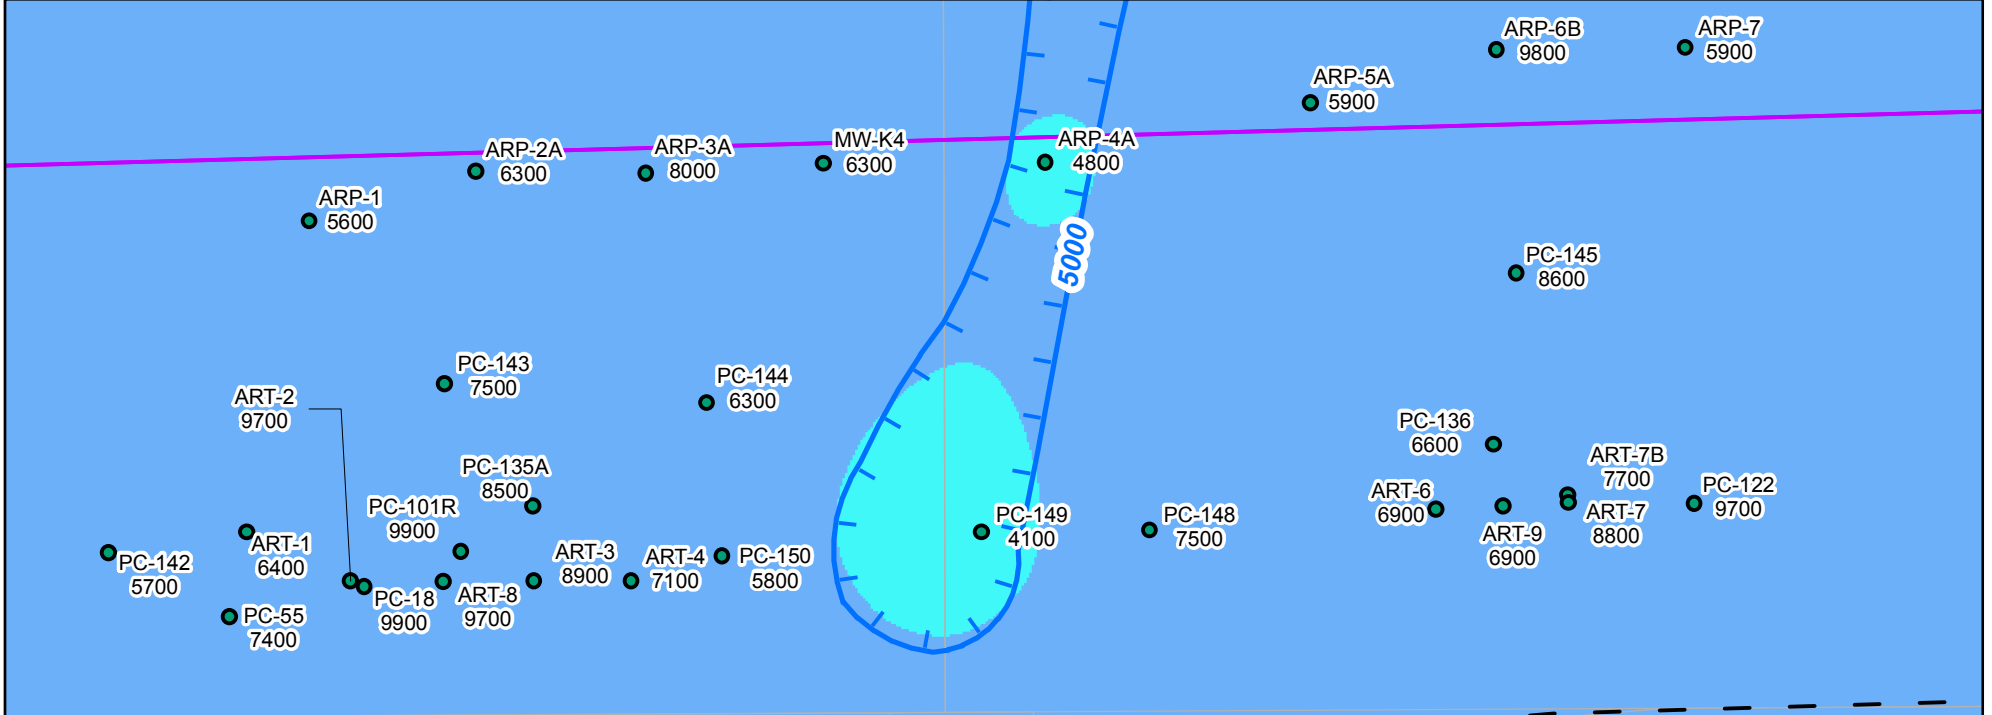 ARP-6B
9800
ARP-7
5900
ARP-5A
5900
ARP-2A
6300
ARP-3A
8000
MW-K4
6300
ARP-4A
4800
ARP-1
5600
5000
PC-145
8600
PC-143
7500
ART-2
9700
PC-144
6300
PC-136
6600
PC-135A
8500
ART-7B
7700
PC-101R
9900
ART-6
6900
PC-122
9700
ART-1
6400
PC-149
4100
PC-148
7500
ART-9
6900
ART-7
8800
PC-142
5700
ART-3
8900
ART-4
7100
PC-150
5800
PC-18
9900
ART-8
9700
PC-55
7400